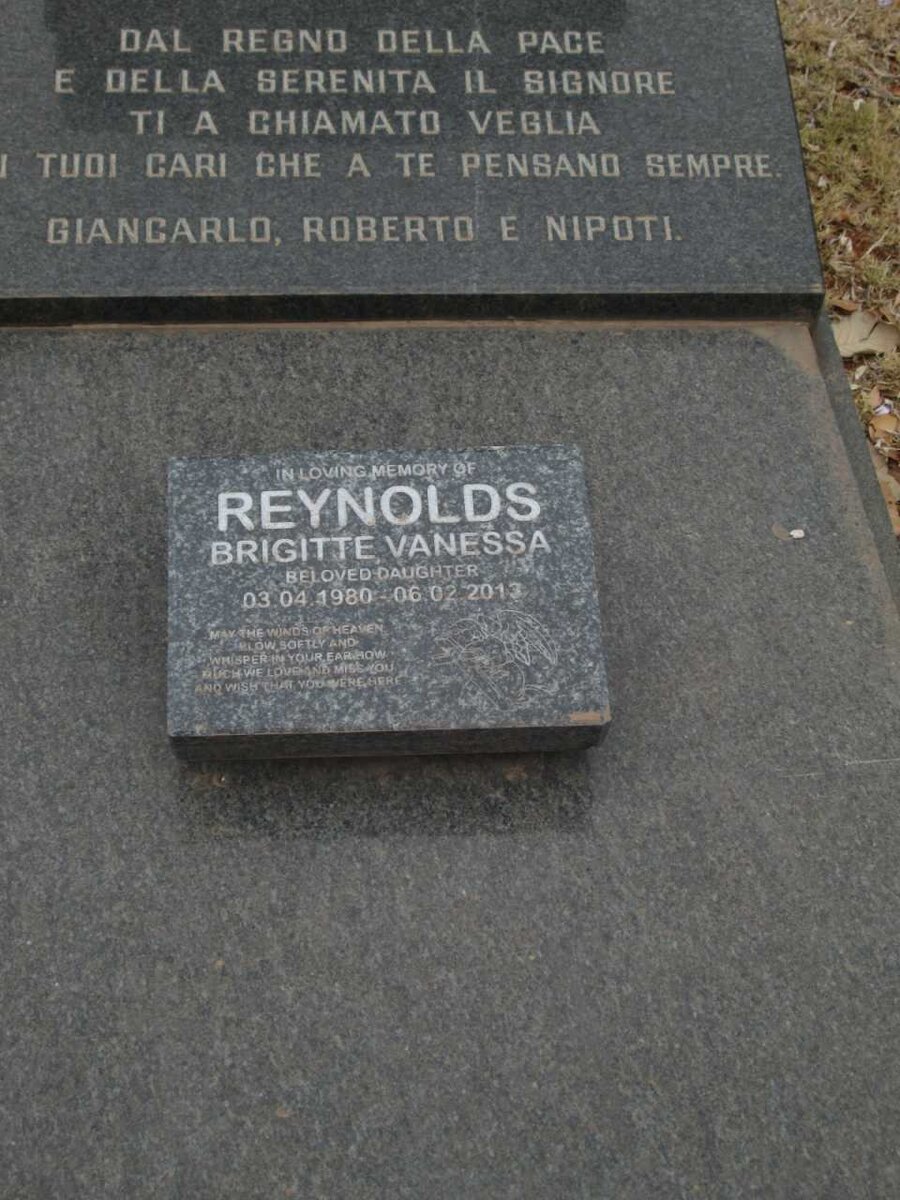 DAL REGNO DELLA PACE
E DELLA SERENITA IL SIGNORE
TI A CHIAMATO VEGLIA
I TUOI CARI CHE A TE PENSANO SEMPRE.
GIANCARLO, ROBERTO E NIPOTI.
IN LOVING MEMORY OF
REYNOLDS
BRIGITTE VANESSA
BELOVED DAUGHTER
03.04.1980 - 06.02.2013
MAY THE WINDS OF HEAVEN
BLOW SOFTLY AND
WHISPER IN YOUR EAR HOW
MUCH WE LOVE AND MISS YOU
AND WISH THAT YOU WERE HERE